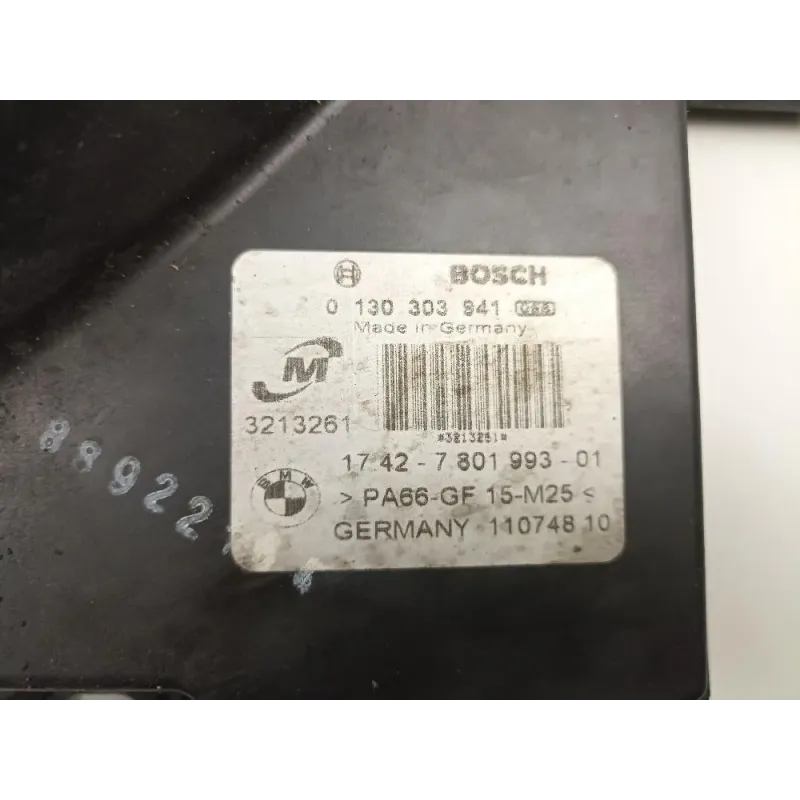 BOSCH
0 130 303 941
Made in Germany
M
3213261
*3213261*
17 42 - 7 801 993 - 01
BMW
> PA66-GF 15-M25 <
GERMANY 110748 10